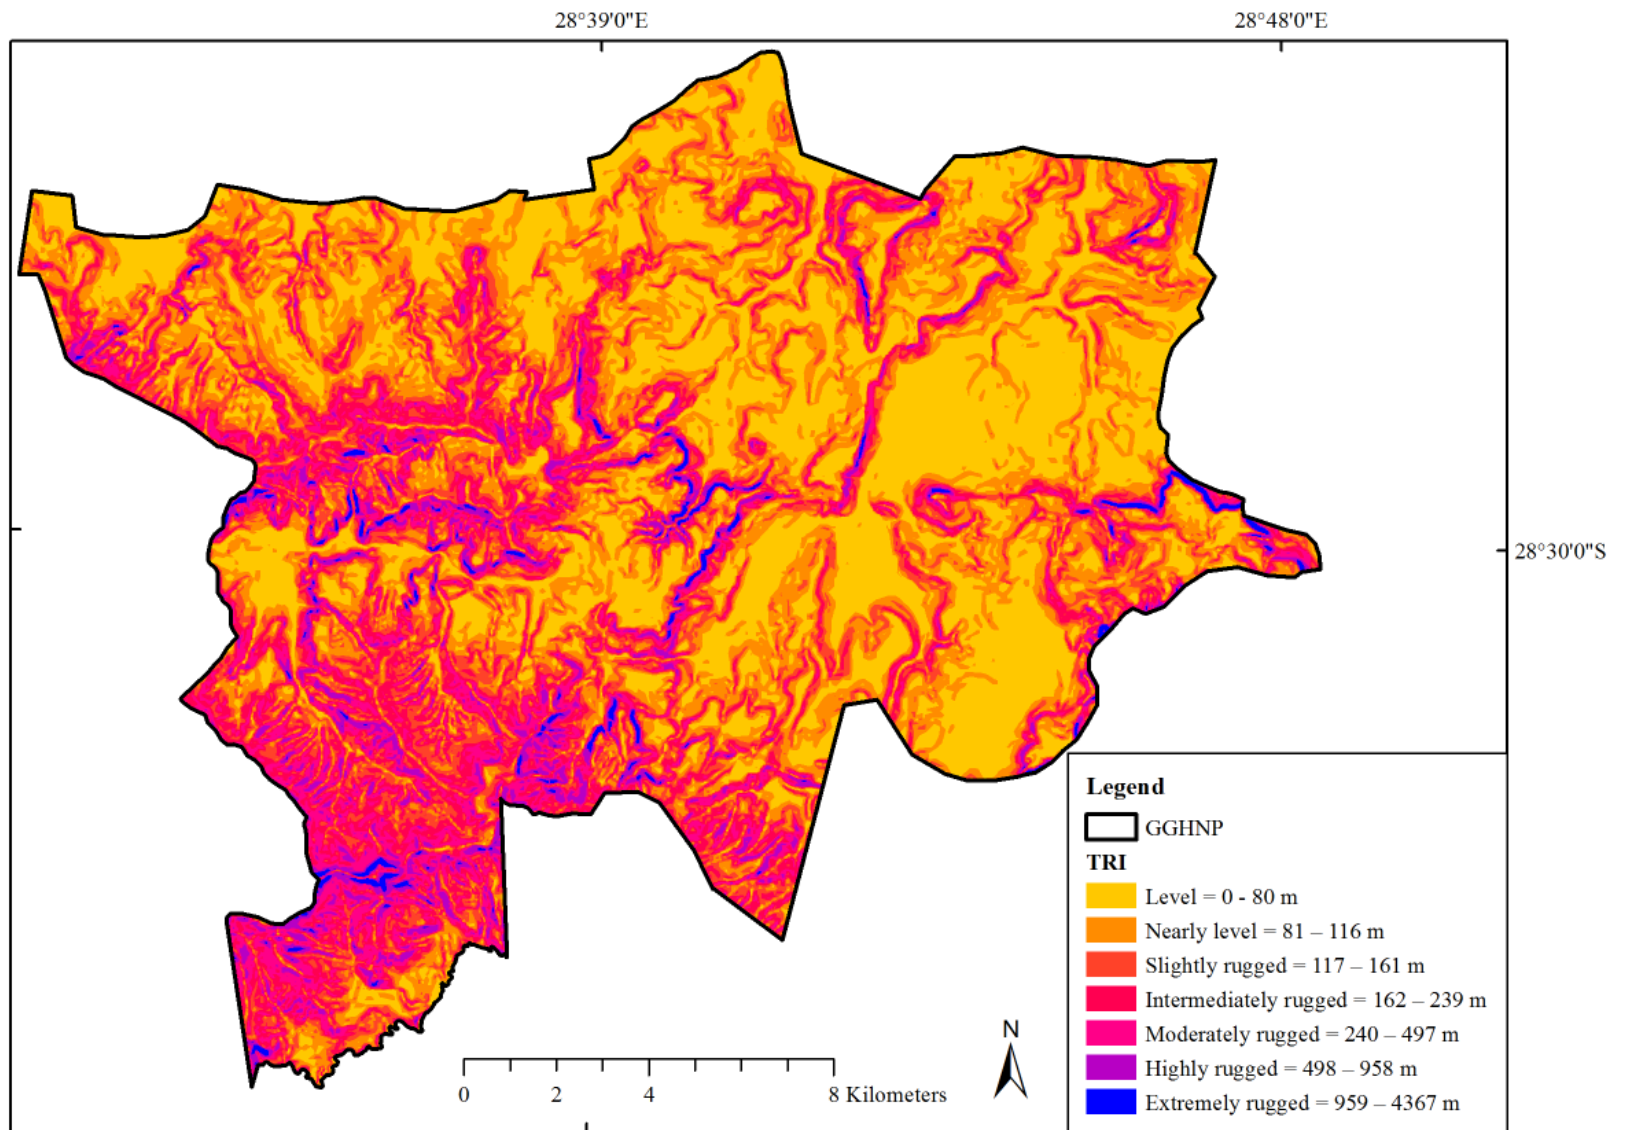 28°39'0"E
28°48'0"E
28°30'0"S
Legend
GGHNP
TRI
Level = 0 - 80 m
Nearly level = 81 – 116 m
Slightly rugged = 117 – 161 m
Intermediately rugged = 162 – 239 m
Moderately rugged = 240 – 497 m
Highly rugged = 498 – 958 m
Extremely rugged = 959 – 4367 m
N
0 2 4 8 Kilometers